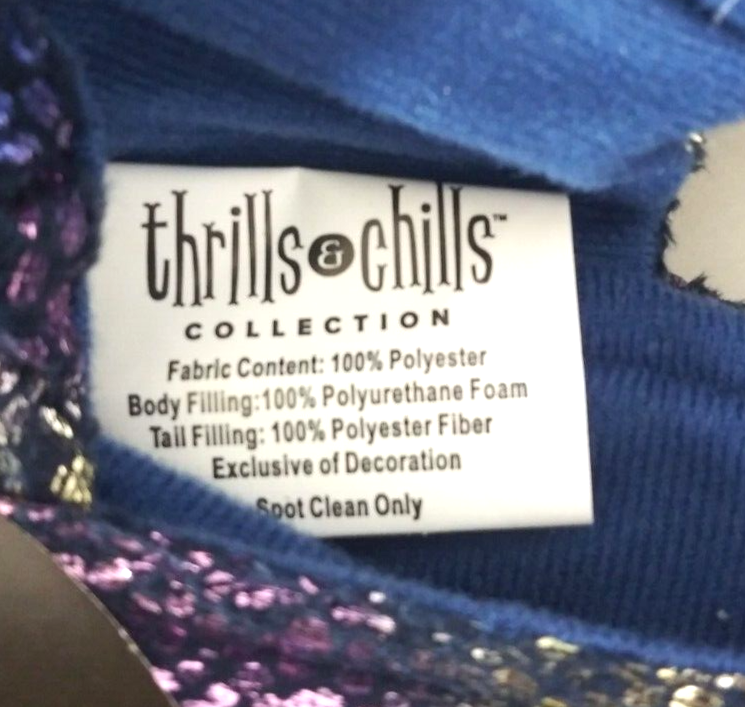 thrills & chills™
COLLECTION
Fabric Content: 100% Polyester
Body Filling:100% Polyurethane Foam
Tail Filling: 100% Polyester Fiber
Exclusive of Decoration
Spot Clean Only